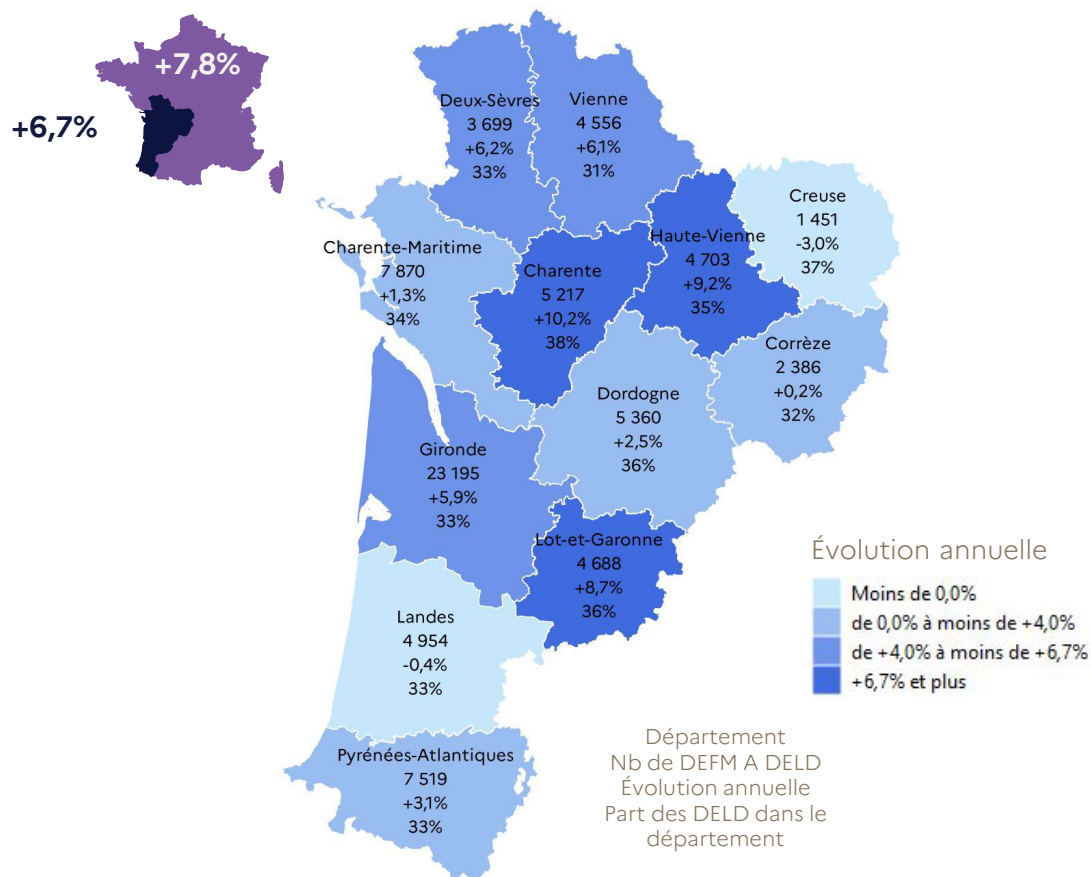 +7,8%
+6,7%
Deux-Sèvres
3 699
+6,2%
33%
Vienne
4 556
+6,1%
31%
Creuse
1 451
-3,0%
37%
Charente-Maritime
7 870
+1,3%
34%
Charente
5 217
+10,2%
38%
Haute-Vienne
4 703
+9,2%
35%
Corrèze
2 386
+0,2%
32%
Dordogne
5 360
+2,5%
36%
Gironde
23 195
+5,9%
33%
Lot-et-Garonne
4 688
+8,7%
36%
Landes
4 954
-0,4%
33%
Pyrénées-Atlantiques
7 519
+3,1%
33%
Évolution annuelle
Moins de 0,0%
de 0,0% à moins de +4,0%
de +4,0% à moins de +6,7%
+6,7% et plus
Département
Nb de DEFM A DELD
Évolution annuelle
Part des DELD dans le
département